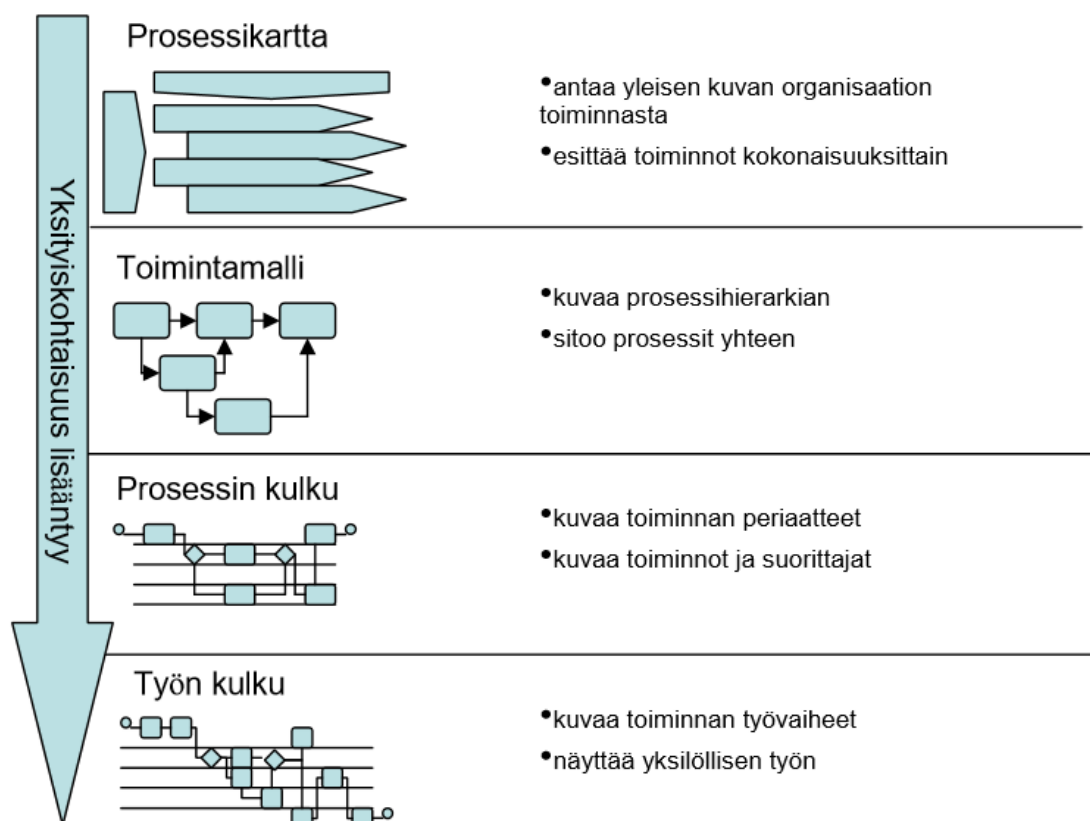 Yksityiskohtaisuus lisääntyy
Prosessikartta
•antaa yleisen kuvan organisaation
toiminnasta
•esittää toiminnot kokonaisuuksittain
Toimintamalli
•kuvaa prosessihierarkian
•sitoo prosessit yhteen
Prosessin kulku
•kuvaa toiminnan periaatteet
•kuvaa toiminnot ja suorittajat
Työn kulku
•kuvaa toiminnan työvaiheet
•näyttää yksilöllisen työn